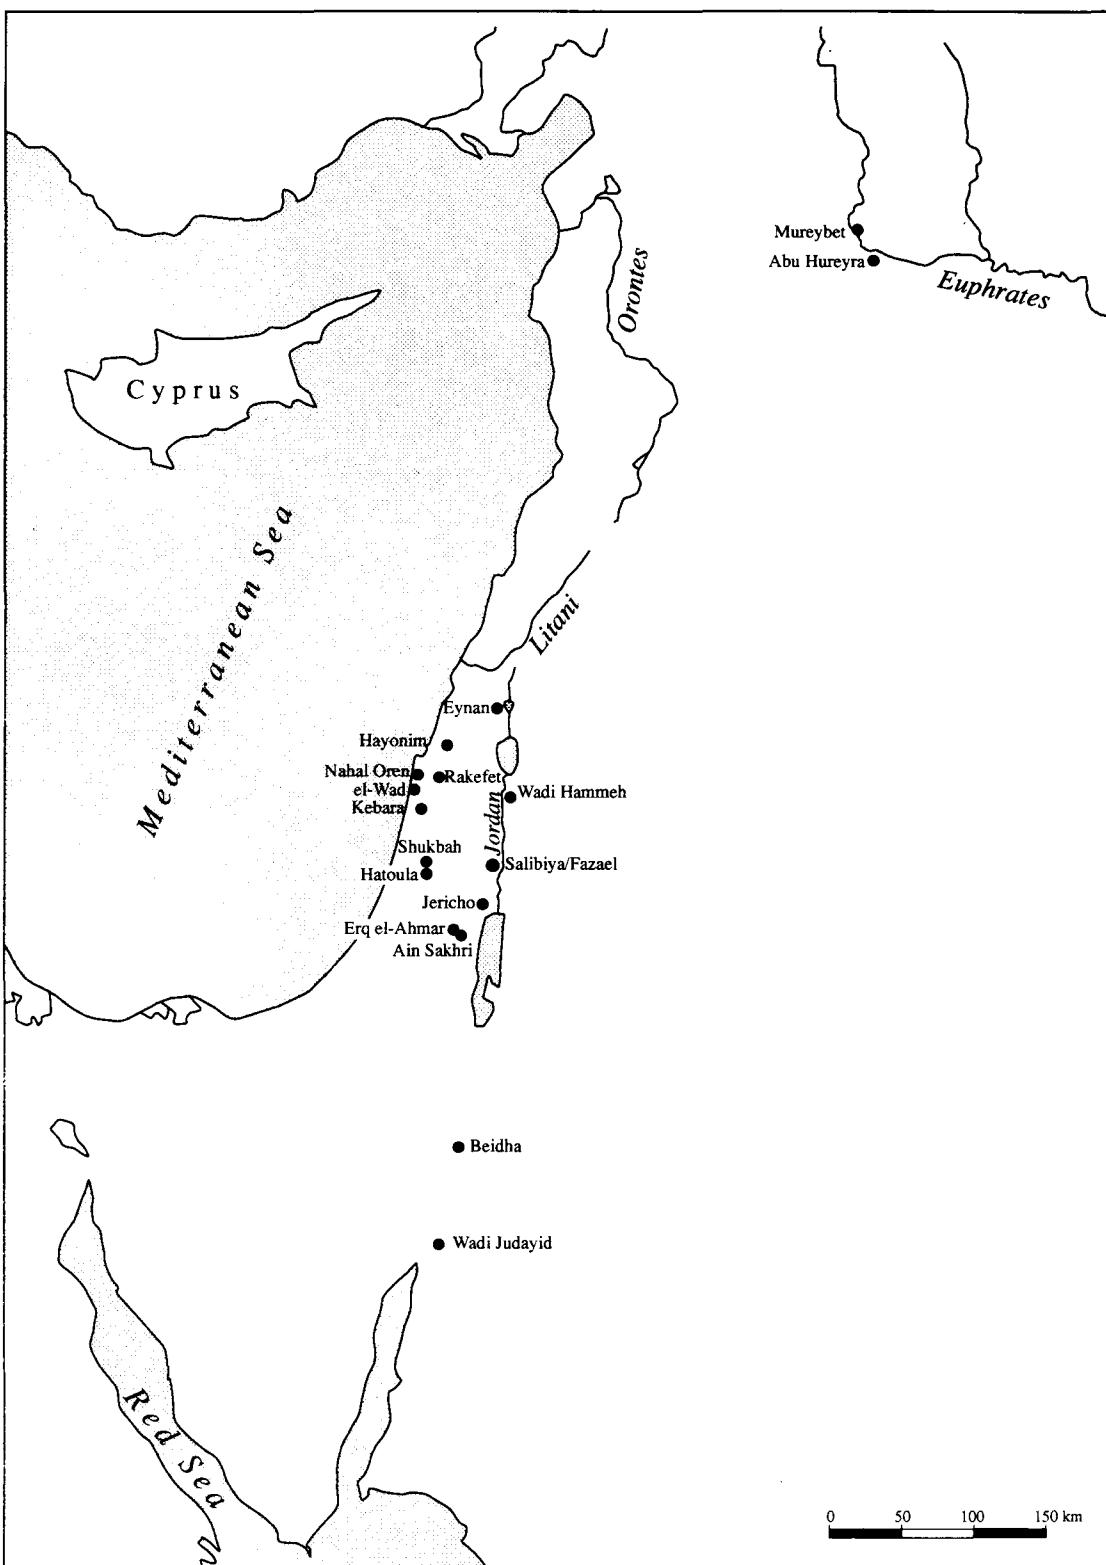 Mureybet
Abu Hureyra
Euphrates
Orontes
Cyprus
Mediterranean Sea
Litani
Eynan
Hayonim
Nahal Oren
Rakefet
el-Wad
Wadi Hammeh
Kebara
Jordan
Shukbah
Salibiya/Fazael
Hatoula
Jericho
Erq el-Ahmar
Ain Sakhri
Beidha
Wadi Judayid
Red Sea
0 50 100 150 km